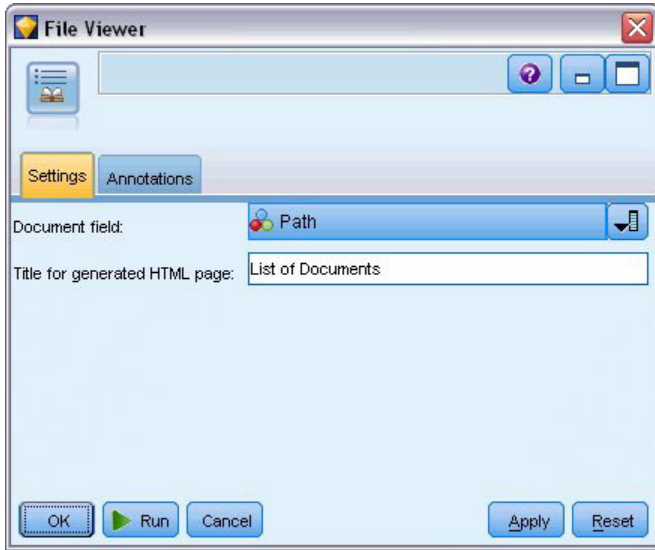 File Viewer
?
Settings Annotations
Document field: Path
Title for generated HTML page: List of Documents
OK Run Cancel Apply Reset